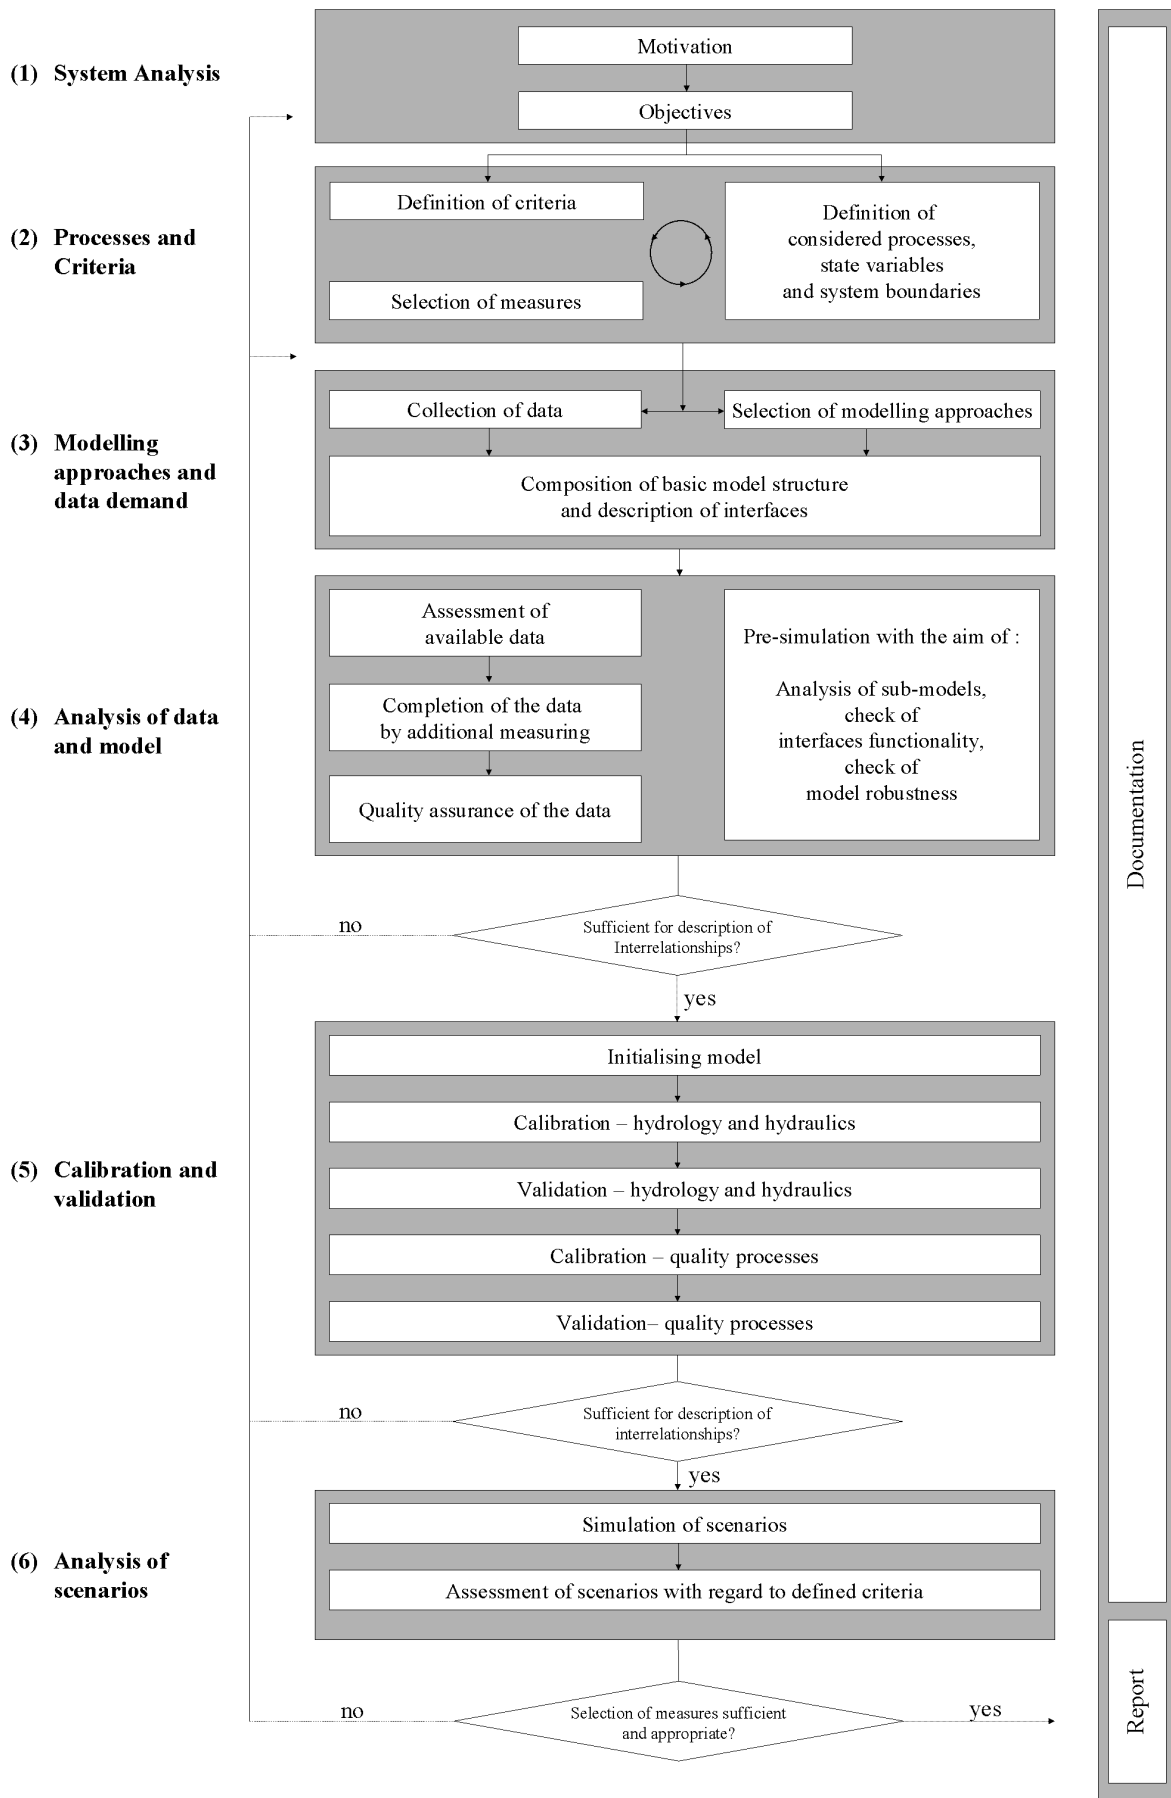 (1) System Analysis
Motivation
Objectives
(2) Processes and
Criteria
Definition of criteria
Selection of measures
Definition of
considered processes,
state variables
and system boundaries
(3) Modelling
approaches and
data demand
Collection of data
Selection of modelling approaches
Composition of basic model structure
and description of interfaces
(4) Analysis of data
and model
Assessment of
available data
Completion of the data
by additional measuring
Quality assurance of the data
Pre-simulation with the aim of :
Analysis of sub-models,
check of
interfaces functionality,
check of
model robustness
Sufficient for description of
Interrelationships?
no
yes
(5) Calibration and
validation
Initialising model
Calibration – hydrology and hydraulics
Validation – hydrology and hydraulics
Calibration – quality processes
Validation– quality processes
Sufficient for description of
interrelationships?
no
yes
(6) Analysis of
scenarios
Simulation of scenarios
Assessment of scenarios with regard to defined criteria
Selection of measures sufficient
and appropriate?
no
yes
Documentation
Report